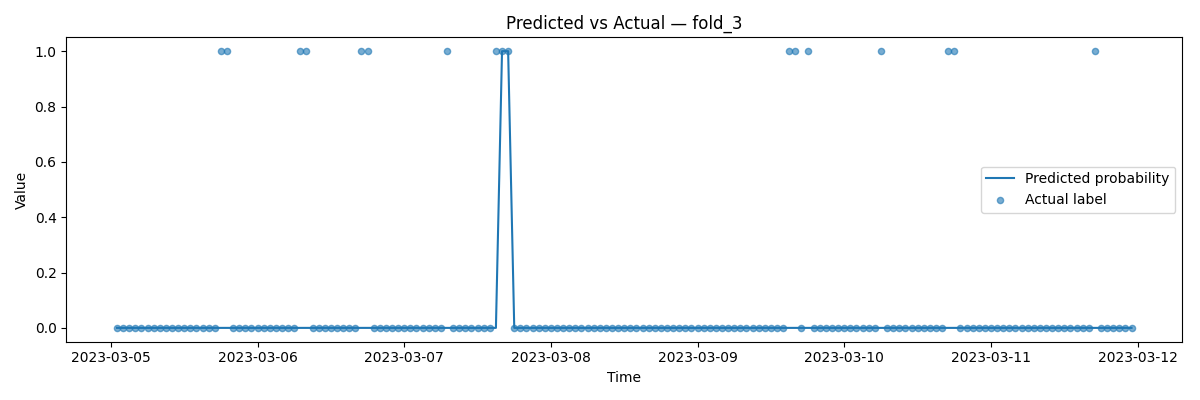 Predicted vs Actual — fold_3
1.0
0.8
0.6
0.4
0.2
0.0
Value
Predicted probability
Actual label
2023-03-05 2023-03-06 2023-03-07 2023-03-08 2023-03-09 2023-03-10 2023-03-11 2023-03-12
Time